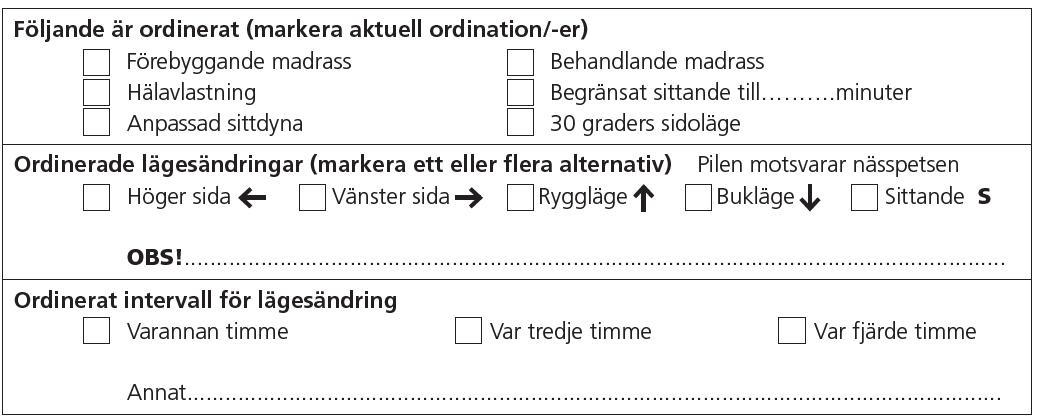 Följande är ordinerat (markera aktuell ordination/-er)
Förebyggande madrass Behandlande madrass
Hälavlastning Begränsat sittande till……….minuter
Anpassad sittdyna 30 graders sidoläge
Ordinerade lägesändringar (markera ett eller flera alternativ) Pilen motsvarar nässpetsen
Höger sida ← Vänster sida → Ryggläge ↑ Bukläge ↓ Sittande S
OBS!....................................................................................................................................
Ordinerat intervall för lägesändring
Varannan timme Var tredje timme Var fjärde timme
Annat....................................................................................................................................